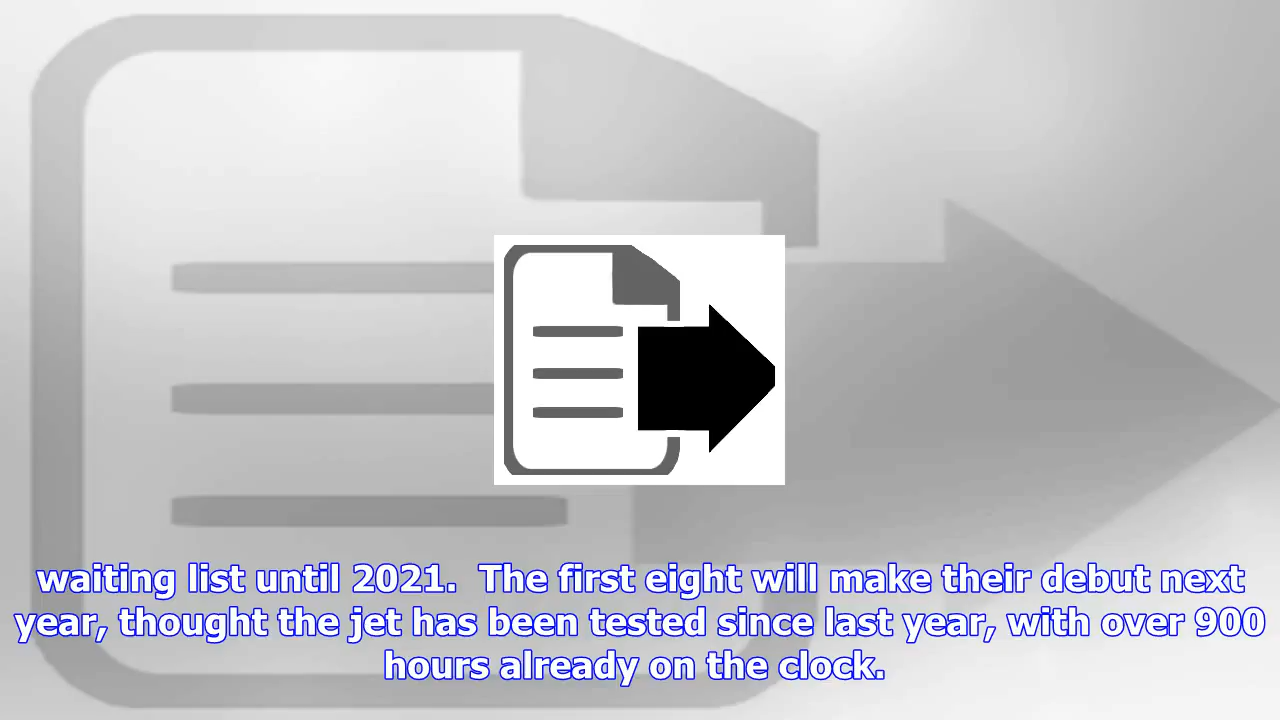 waiting list until 2021.  The first eight will make their debut next
year, thought the jet has been tested since last year, with over 900
hours already on the clock.